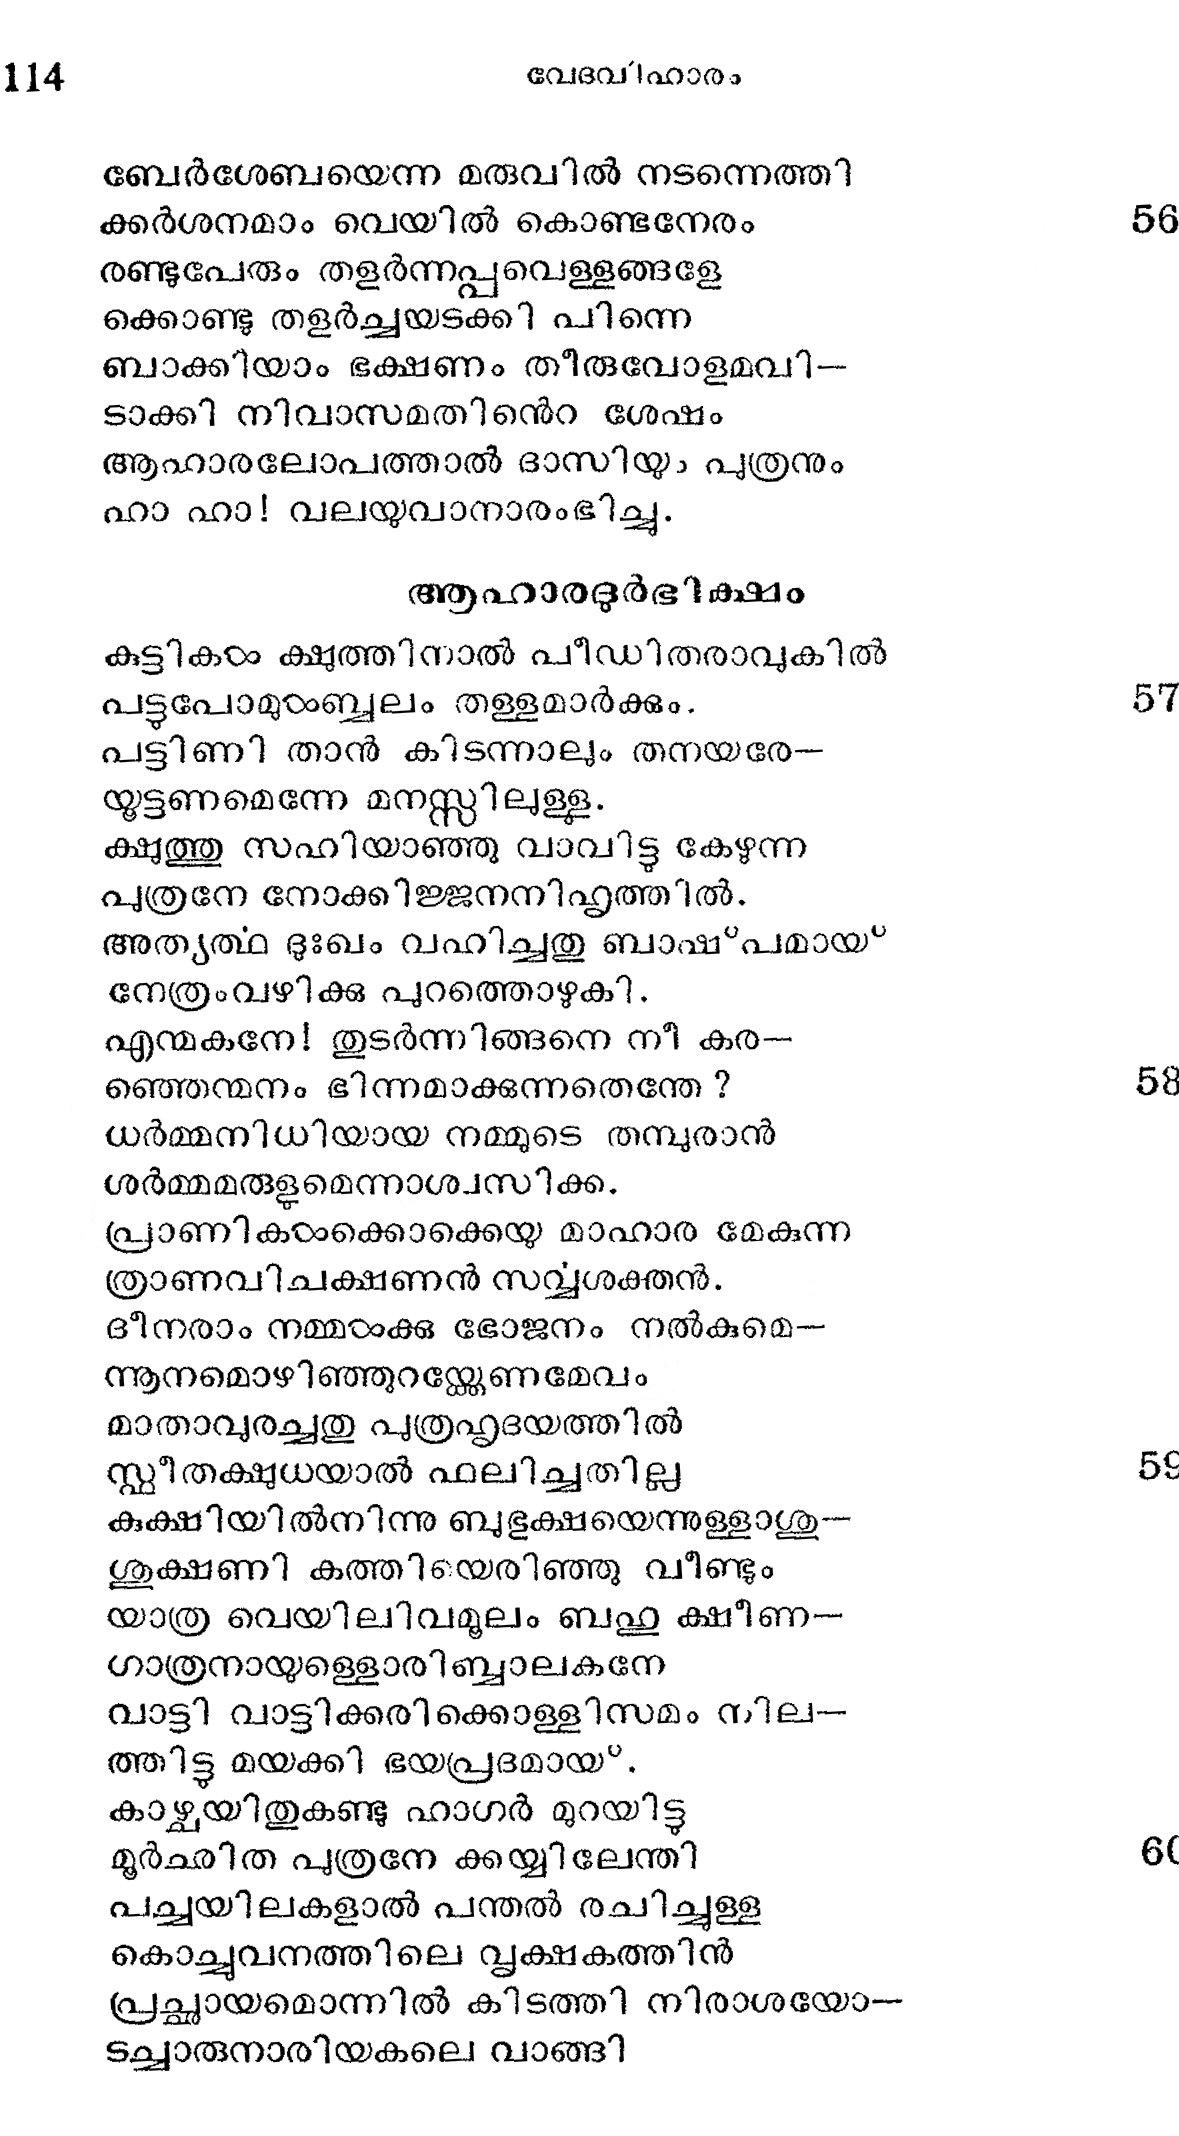 114 വേദവിഹാരം
ബേർശേബയെന്ന മരുവിൽ നടന്നെത്തി
ക്കർശനമാം വെയിൽ കൊണ്ടനേരം 56
രണ്ടുപേരും തളർന്നപ്പൂവെള്ളങ്ങളേ
ക്കൊണ്ടു തളർച്ചയടക്കി പിന്നെ
ബാക്കിയാം ഭക്ഷണം തീരുവോളമവി—
ടാക്കി നിവാസമതിൻെറ ശേഷം
ആഹാരലോപത്താൽ ദാസിയും പുത്രനും
ഹാ ഹാ! വലയുവാനാരംഭിച്ചു.
ആഹാരദുർഭിക്ഷം
കുട്ടികൾ ക്ഷുത്തിനാൽ പീഡിതരാവുകിൽ
പട്ടുപോമുൾബ്ബലം തള്ളമാർക്കും. 57
പട്ടിണി താൻ കിടന്നാലും തനയരേ—
യൂട്ടണമെന്നേ മനസ്സിലുള്ളു.
ക്ഷുത്തു സഹിയാഞ്ഞു വാവിട്ടു കേഴുന്ന
പുത്രനേ നോക്കിജ്ജനനിഹൃത്തിൽ.
അത്യർത്ഥ ദുഃഖം വഹിച്ചതു ബാഷ്പമായ്
നേത്രംവഴിക്കു പുറത്തൊഴുകി.
എന്മകനേ! തുടർന്നിങ്ങനെ നീ കര—
ഞ്ഞെന്മനം ഭിന്നമാക്കുന്നതെന്തേ? 58
ധർമ്മനിധിയായ നമ്മുടെ തമ്പുരാൻ
ശർമ്മമരുളുമെന്നാശ്വസിക്ക.
പ്രാണികൾക്കൊക്കെയു മാഹാര മേകുന്ന
ത്രാണവിചക്ഷണൻ സർവ്വശക്തൻ.
ദീനരാം നമ്മൾക്കു ഭോജനം നൽകുമെ—
ന്നൂനമൊഴിഞ്ഞുറയ്ക്കേണമേവം
മാതാവുരച്ചതു പുത്രഹൃദയത്തിൽ
സ്ഫീതക്ഷുധയാൽ ഫലിച്ചതില്ല 59
കുക്ഷിയിൽനിന്നു ബുഭുക്ഷയെന്നുള്ളാശു—
ശുക്ഷണി കത്തിയെരിഞ്ഞു വീണ്ടും
യാത്ര വെയിലിവമൂലം ബഹു ക്ഷീണ—
ഗാത്രനായുള്ളൊരിബ്ബാലകനേ
വാട്ടി വാട്ടിക്കരിക്കൊള്ളിസമം നില—
ത്തിട്ടു മയക്കി ഭയപ്രദമായ്.
കാഴ്ചയിതുകണ്ടു ഹാഗർ മുറയിട്ടു
മൂർഛിത പുത്രനേ ക്കയ്യിലേന്തി 60
പച്ചയിലകളാൽ പന്തൽ രചിച്ചുള്ള
കൊച്ചുവനത്തിലെ വൃക്ഷകത്തിൻ
പ്രച്ഛായമൊന്നിൽ കിടത്തി നിരാശയോ—
ടച്ചാരുനാരിയകലെ വാങ്ങി